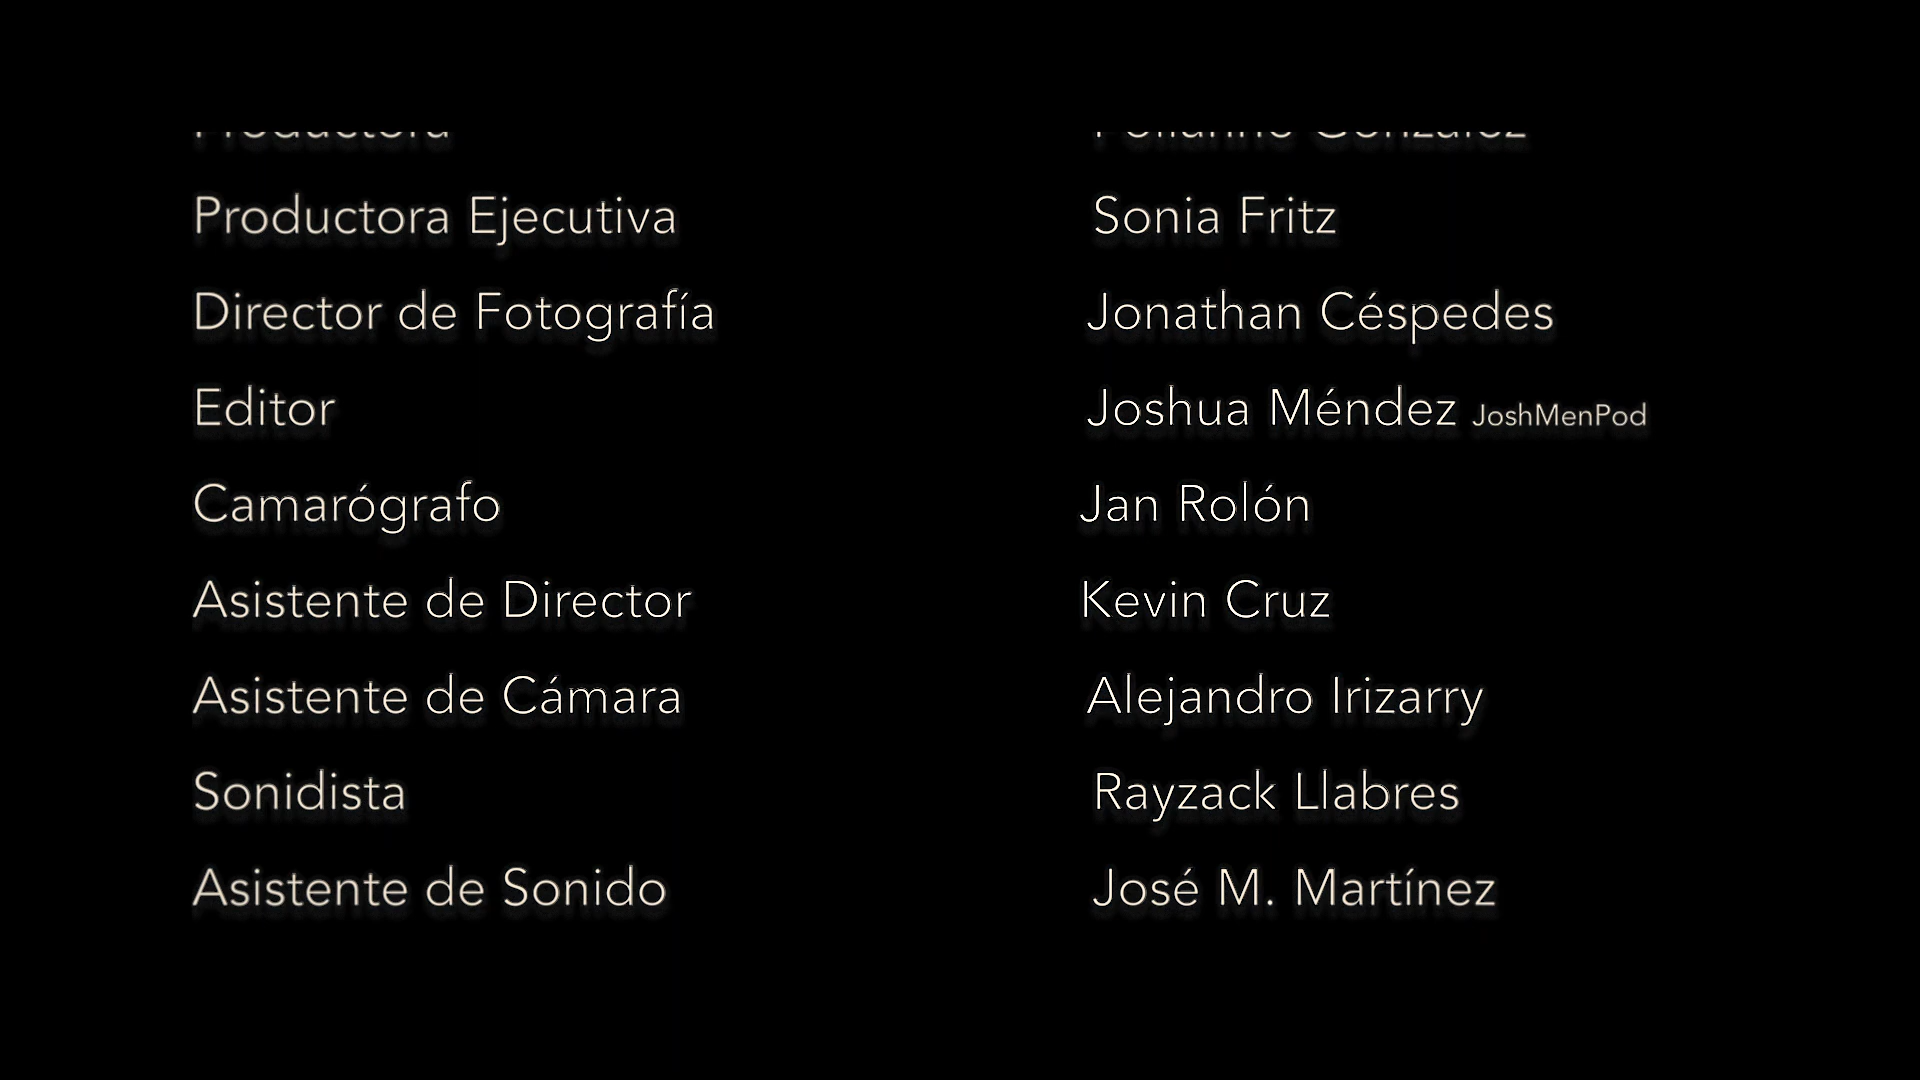 Productora
Productora Ejecutiva Sonia Fritz
Director de Fotografía Jonathan Céspedes
Editor Joshua Méndez JoshMenPod
Camarógrafo Jan Rolón
Asistente de Director Kevin Cruz
Asistente de Cámara Alejandro Irizarry
Sonidista Rayzack Llabres
Asistente de Sonido José M. Martínez